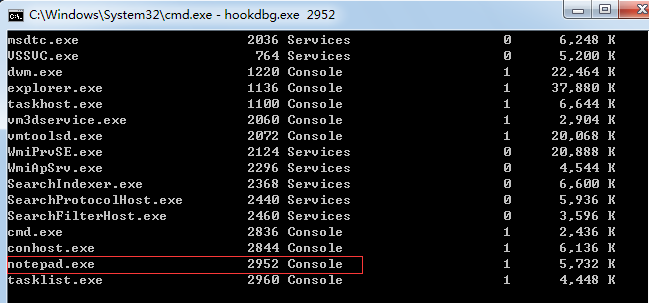 C:\Windows\System32\cmd.exe - hookdbg.exe 2952
msdtc.exe 2036 Services 0 6,248 K
VSSVC.exe 764 Services 0 5,200 K
dwm.exe 1220 Console 1 22,464 K
explorer.exe 1136 Console 1 37,880 K
taskhost.exe 1100 Console 1 6,644 K
vm3dservice.exe 2060 Console 1 2,904 K
vmtoolsd.exe 2072 Console 1 20,068 K
WmiPrvSE.exe 2124 Services 0 20,888 K
WmiApSrv.exe 2296 Services 0 4,544 K
SearchIndexer.exe 2368 Services 0 6,600 K
SearchProtocolHost.exe 2440 Services 0 5,936 K
SearchFilterHost.exe 2460 Services 0 3,596 K
cmd.exe 2836 Console 1 2,436 K
conhost.exe 2844 Console 1 6,136 K
notepad.exe 2952 Console 1 5,732 K
tasklist.exe 2960 Console 1 4,448 K